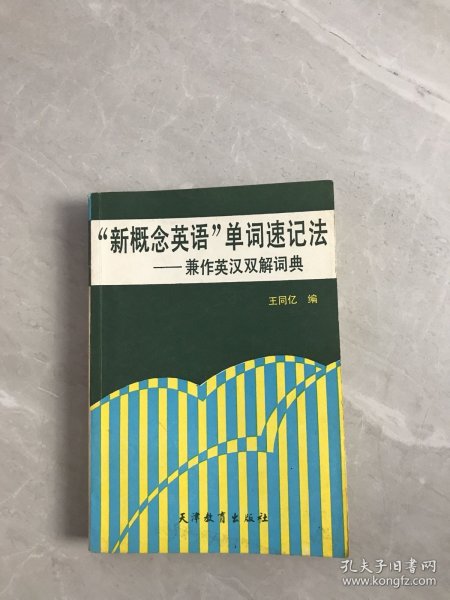 “新概念英语”单词速记法
——兼作英汉双解词典
王同亿 编
天津教育出版社
孔夫子旧书网
www.kongfz.com